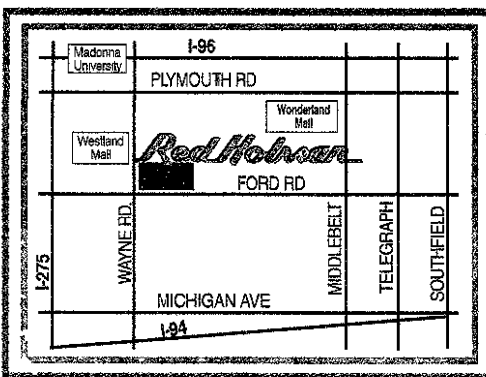 I-96
Madonna
University
PLYMOUTH RD
Wonderland
Mall
Westland
Mall
Red Holman
FORD RD
I-275
WAYNE RD.
MIDDLEBELT
TELEGRAPH
SOUTHFIELD
MICHIGAN AVE
I-94